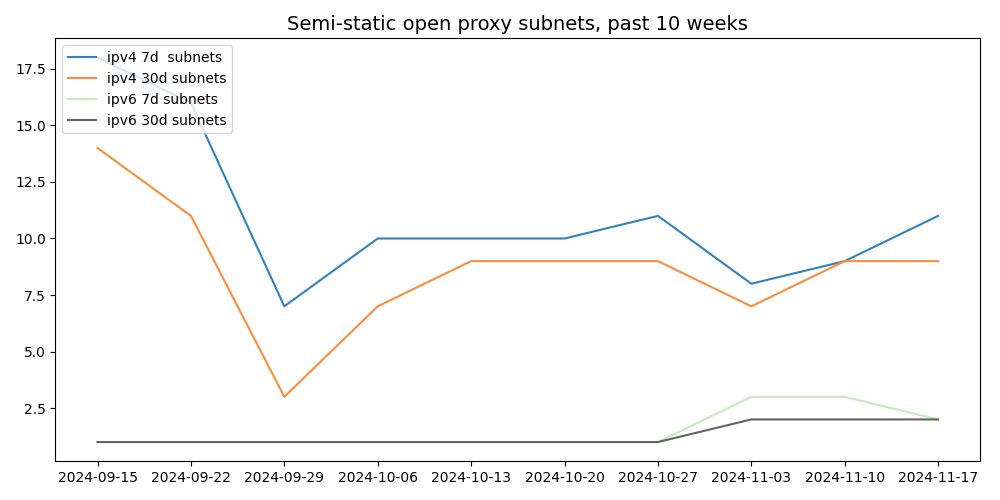 Semi-static open proxy subnets, past 10 weeks
ipv4 7d  subnets
ipv4 30d subnets
ipv6 7d subnets
ipv6 30d subnets
17.5
15.0
12.5
10.0
7.5
5.0
2.5
2024-09-15 2024-09-22 2024-09-29 2024-10-06 2024-10-13 2024-10-20 2024-10-27 2024-11-03 2024-11-10 2024-11-17